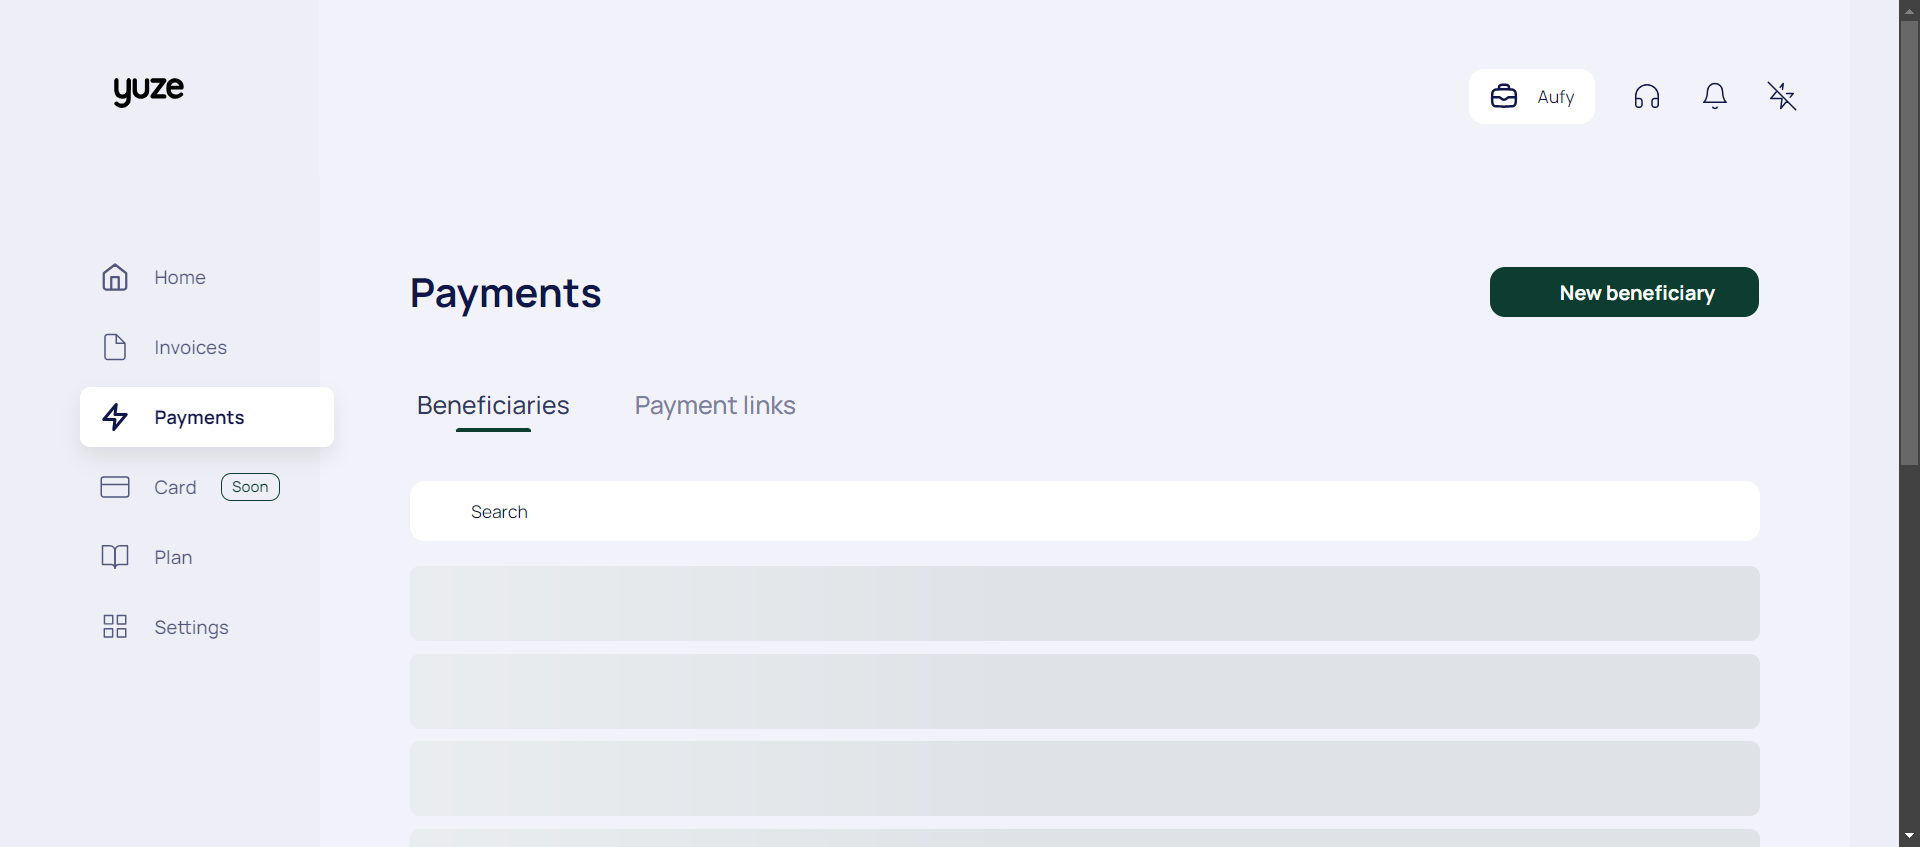 yuze
Aufy
Home
Invoices
Payments
Card Soon
Plan
Settings
Payments
New beneficiary
Beneficiaries Payment links
Search